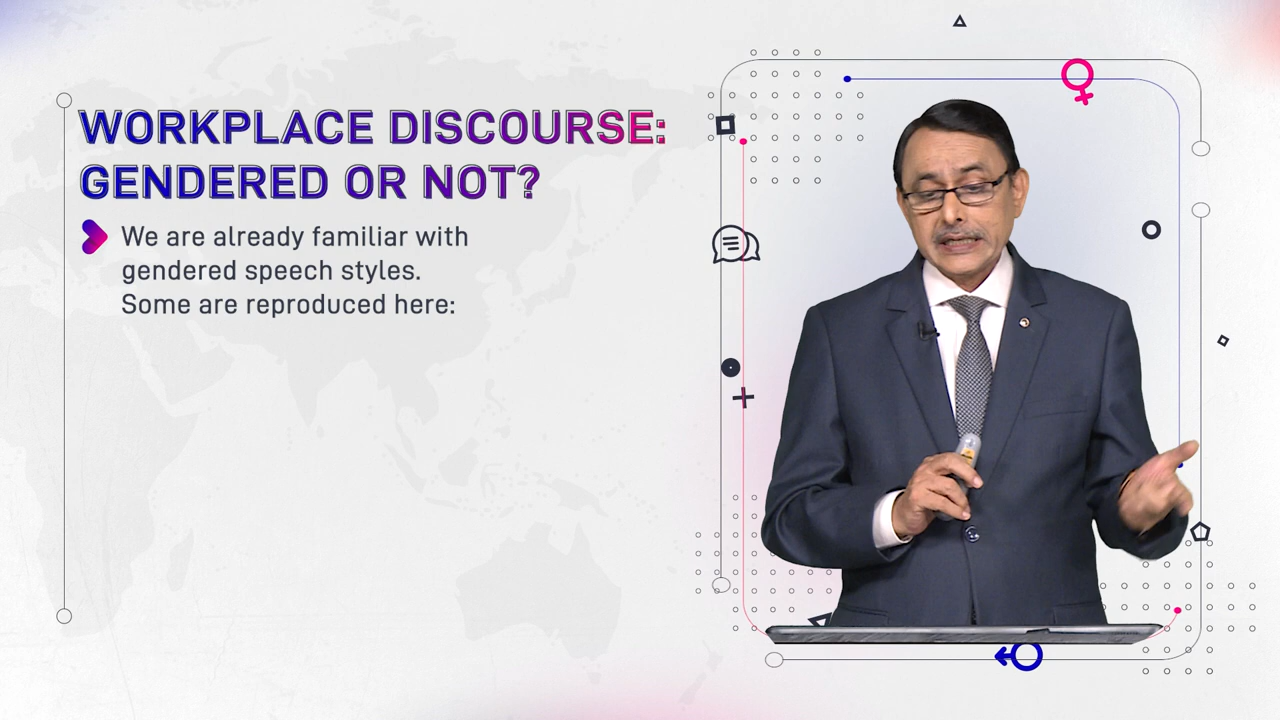 WORKPLACE DISCOURSE:
GENDERED OR NOT?
We are already familiar with
gendered speech styles.
Some are reproduced here: